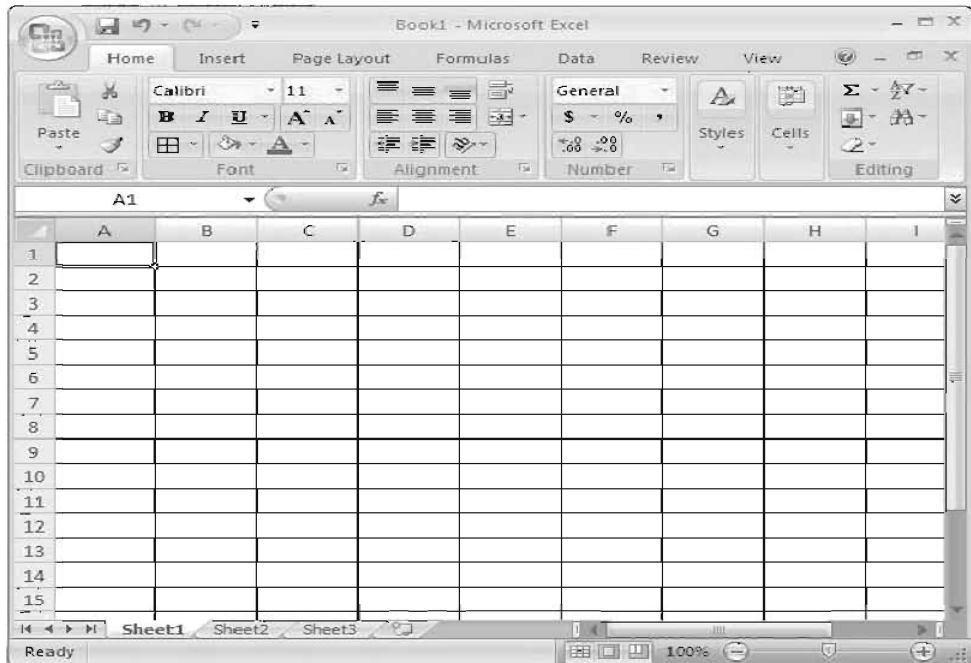 Book1 - Microsoft Excel
Home Insert Page Layout Formulas Data Review View
Calibri 11 General Σ
B I U A A $ % , Styles Cells
Paste A .00 .00
Clipboard Font Alignment Number Editing
A1 fx
A B C D E F G H I
1
2
3
4
5
6
7
8
9
10
11
12
13
14
15
Sheet1 Sheet2 Sheet3
Ready 100%